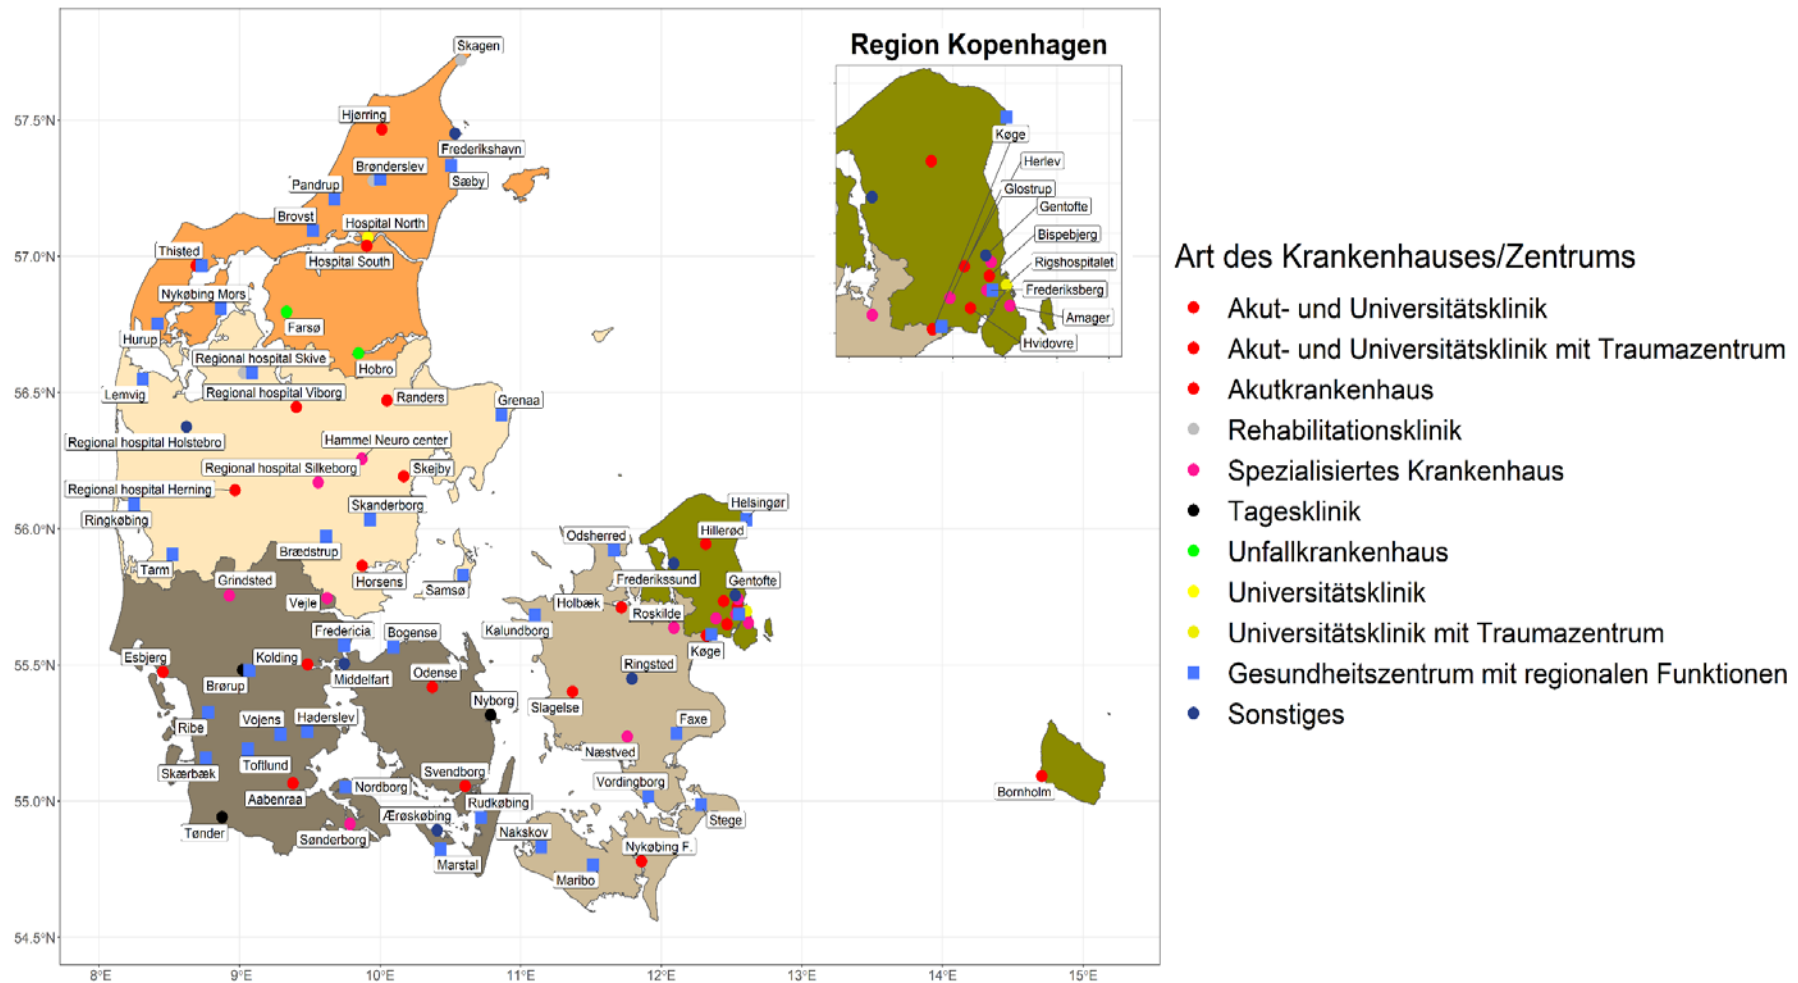 Skagen
Region Kopenhagen
57.5°N
Hjørring
Frederikshavn
Køge
Brønderslev
Herlev
Sæby
Pandrup
Glostrup
Brovst
Hospital North
Gentofte
Bispebjerg
57.0°N
Thisted
Hospital South
Art des Krankenhauses/Zentrums
Rigshospitalet
Nykøbing Mors
Frederiksberg
Akut- und Universitätsklinik
Amager
Farsø
Hurup
Hvidovre
Akut- und Universitätsklinik mit Traumazentrum
Regional hospital Skive
Hobro
56.5°N
Lemvig
Regional hospital Viborg
Randers
Grenaa
Akutkrankenhaus
Rehabilitationsklinik
Regional hospital Holstebro
Hammel Neuro center
Regional hospital Silkeborg
Skejby
Spezialisiertes Krankenhaus
Regional hospital Herning
Skanderborg
Helsingør
Tagesklinik
Ringkøbing
56.0°N
Odsherred
Hillerød
Brædstrup
Unfallkrankenhaus
Tarm
Grindsted
Horsens
Samsø
Frederikssund
Gentofte
Universitätsklinik
Vejle
Holbæk
Roskilde
Fredericia
Bogense
Kalundborg
Universitätsklinik mit Traumazentrum
Køge
55.5°N
Esbjerg
Kolding
Odense
Ringsted
Gesundheitszentrum mit regionalen Funktionen
Brørup
Middelfart
Nyborg
Slagelse
Sonstiges
Ribe
Vojens
Haderslev
Faxe
Næstved
Skærbæk
Toftlund
Svendborg
Vordingborg
55.0°N
Aabenraa
Nordborg
Rudkøbing
Bornholm
Tønder
Sønderborg
Ærøskøbing
Nakskov
Stege
Nykøbing F.
Marstal
Maribo
54.5°N
8°E
9°E
10°E
11°E
12°E
13°E
14°E
15°E